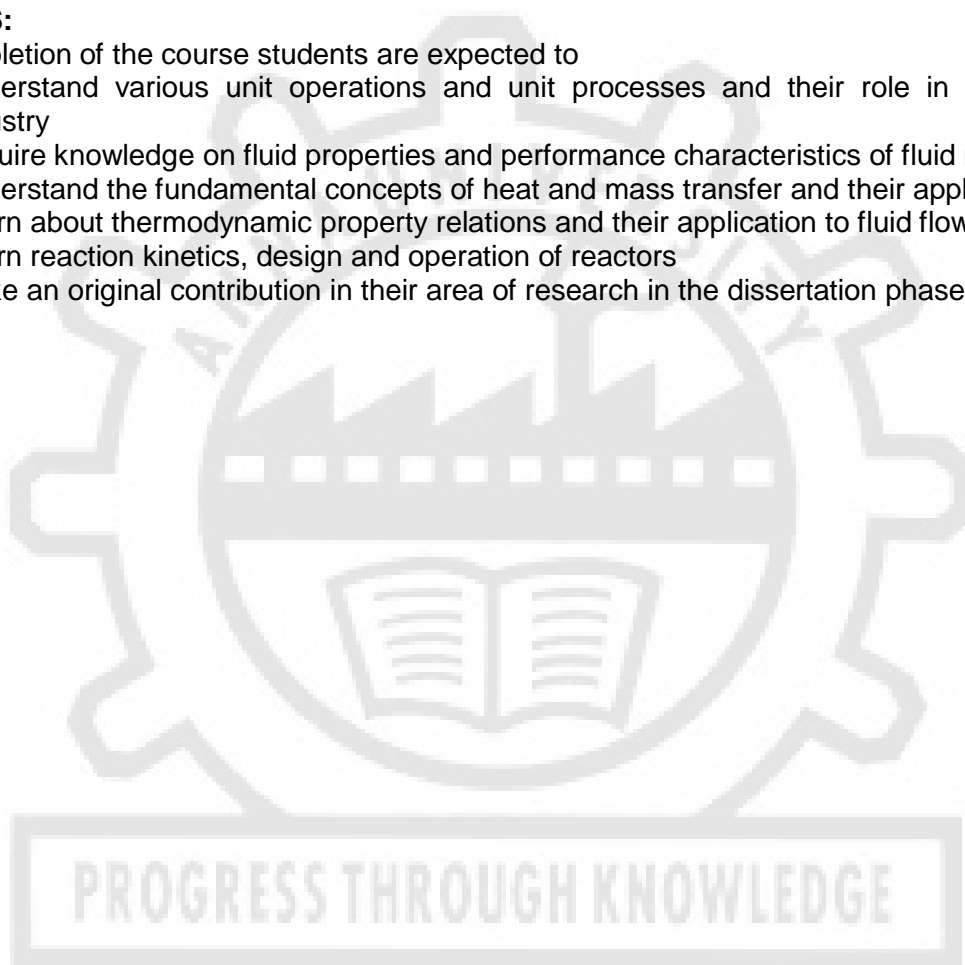 S:
pletion of the course students are expected to
erstand various unit operations and unit processes and their role in
ustry
uire knowledge on fluid properties and performance characteristics of fluid
erstand the fundamental concepts of heat and mass transfer and their appl
rn about thermodynamic property relations and their application to fluid flow
rn reaction kinetics, design and operation of reactors
e an original contribution in their area of research in the dissertation phase
PROGRESS THROUGH KNOWLEDGE